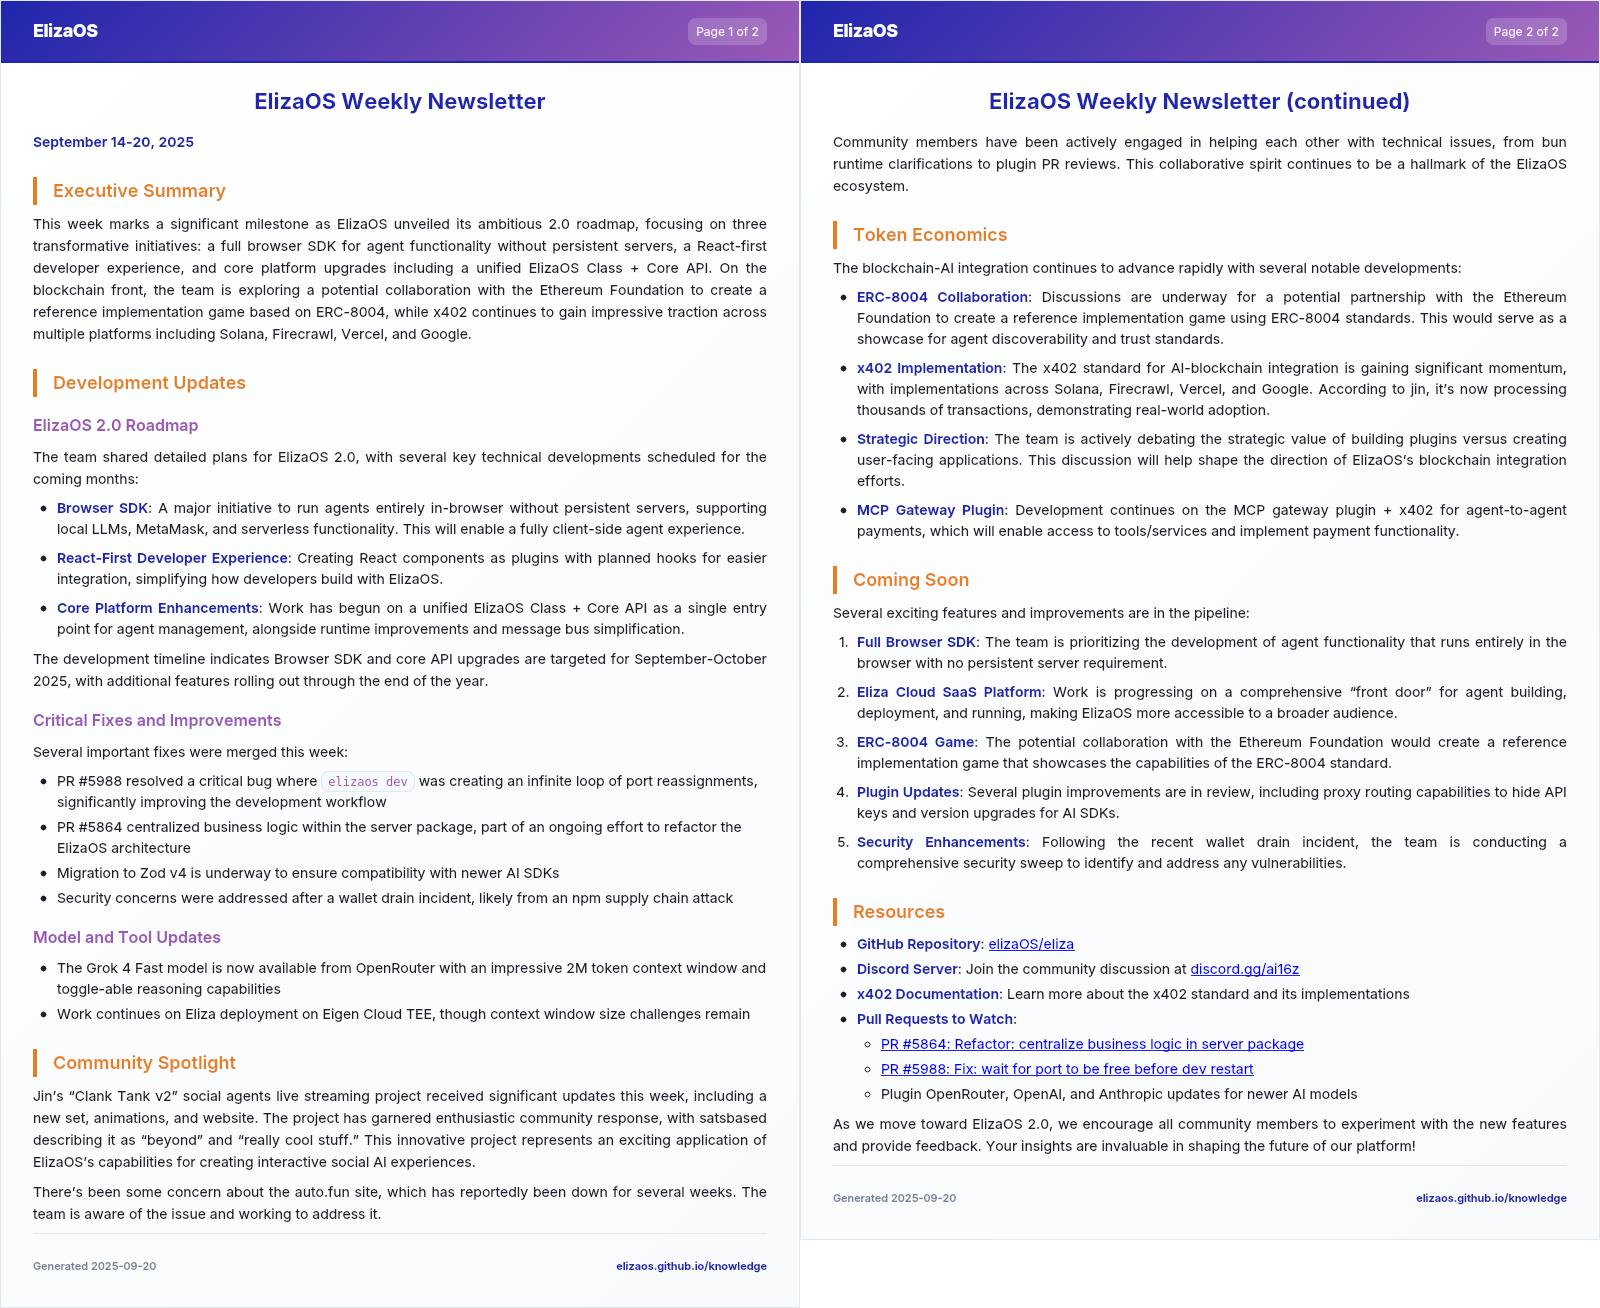 ElizaOS
Page 1 of 2
ElizaOS Weekly Newsletter
September 14-20, 2025
Executive Summary
This week marks a significant milestone as ElizaOS unveiled its ambitious 2.0 roadmap, focusing on three
transformative initiatives: a full browser SDK for agent functionality without persistent servers, a React-first
developer experience, and core platform upgrades including a unified ElizaOS Class + Core API. On the
blockchain front, the team is exploring a potential collaboration with the Ethereum Foundation to create a
reference implementation game based on ERC-8004, while x402 continues to gain impressive traction across
multiple platforms including Solana, Firecrawl, Vercel, and Google.
Development Updates
ElizaOS 2.0 Roadmap
The team shared detailed plans for ElizaOS 2.0, with several key technical developments scheduled for the
coming months:
• Browser SDK: A major initiative to run agents entirely in-browser without persistent servers, supporting
local LLMs, MetaMask, and serverless functionality. This will enable a fully client-side agent experience.
• React-First Developer Experience: Creating React components as plugins with planned hooks for easier
integration, simplifying how developers build with ElizaOS.
• Core Platform Enhancements: Work has begun on a unified ElizaOS Class + Core API as a single entry
point for agent management, alongside runtime improvements and message bus simplification.
The development timeline indicates Browser SDK and core API upgrades are targeted for September-October
2025, with additional features rolling out through the end of the year.
Critical Fixes and Improvements
Several important fixes were merged this week:
• PR #5988 resolved a critical bug where elizaos dev was creating an infinite loop of port reassignments,
significantly improving the development workflow
• PR #5864 centralized business logic within the server package, part of an ongoing effort to refactor the
ElizaOS architecture
• Migration to Zod v4 is underway to ensure compatibility with newer AI SDKs
• Security concerns were addressed after a wallet drain incident, likely from an npm supply chain attack
Model and Tool Updates
• The Grok 4 Fast model is now available from OpenRouter with an impressive 2M token context window and
toggle-able reasoning capabilities
• Work continues on Eliza deployment on Eigen Cloud TEE, though context window size challenges remain
Community Spotlight
Jin's “Clank Tank v2” social agents live streaming project received significant updates this week, including a
new set, animations, and website. The project has garnered enthusiastic community response, with satsbased
describing it as “beyond” and “really cool stuff.” This innovative project represents an exciting application of
ElizaOS's capabilities for creating interactive social AI experiences.
There's been some concern about the auto.fun site, which has reportedly been down for several weeks. The
team is aware of the issue and working to address it.
Generated 2025-09-20
elizaos.github.io/knowledge
ElizaOS
Page 2 of 2
ElizaOS Weekly Newsletter (continued)
Community members have been actively engaged in helping each other with technical issues, from bun
runtime clarifications to plugin PR reviews. This collaborative spirit continues to be a hallmark of the ElizaOS
ecosystem.
Token Economics
The blockchain-AI integration continues to advance rapidly with several notable developments:
• ERC-8004 Collaboration: Discussions are underway for a potential partnership with the Ethereum
Foundation to create a reference implementation game using ERC-8004 standards. This would serve as a
showcase for agent discoverability and trust standards.
• x402 Implementation: The x402 standard for AI-blockchain integration is gaining significant momentum,
with implementations across Solana, Firecrawl, Vercel, and Google. According to jin, it's now processing
thousands of transactions, demonstrating real-world adoption.
• Strategic Direction: The team is actively debating the strategic value of building plugins versus creating
user-facing applications. This discussion will help shape the direction of ElizaOS's blockchain integration
efforts.
• MCP Gateway Plugin: Development continues on the MCP gateway plugin + x402 for agent-to-agent
payments, which will enable access to tools/services and implement payment functionality.
Coming Soon
Several exciting features and improvements are in the pipeline:
1. Full Browser SDK: The team is prioritizing the development of agent functionality that runs entirely in the
browser with no persistent server requirement.
2. Eliza Cloud SaaS Platform: Work is progressing on a comprehensive “front door” for agent building,
deployment, and running, making ElizaOS more accessible to a broader audience.
3. ERC-8004 Game: The potential collaboration with the Ethereum Foundation would create a reference
implementation game that showcases the capabilities of the ERC-8004 standard.
4. Plugin Updates: Several plugin improvements are in review, including proxy routing capabilities to hide API
keys and version upgrades for AI SDKs.
5. Security Enhancements: Following the recent wallet drain incident, the team is conducting a
comprehensive security sweep to identify and address any vulnerabilities.
Resources
• GitHub Repository: elizaOS/eliza
• Discord Server: Join the community discussion at discord.gg/ai16z
• x402 Documentation: Learn more about the x402 standard and its implementations
• Pull Requests to Watch:
◦ PR #5864: Refactor: centralize business logic in server package
◦ PR #5988: Fix: wait for port to be free before dev restart
◦ Plugin OpenRouter, OpenAI, and Anthropic updates for newer AI models
As we move toward ElizaOS 2.0, we encourage all community members to experiment with the new features
and provide feedback. Your insights are invaluable in shaping the future of our platform!
Generated 2025-09-20
elizaos.github.io/knowledge